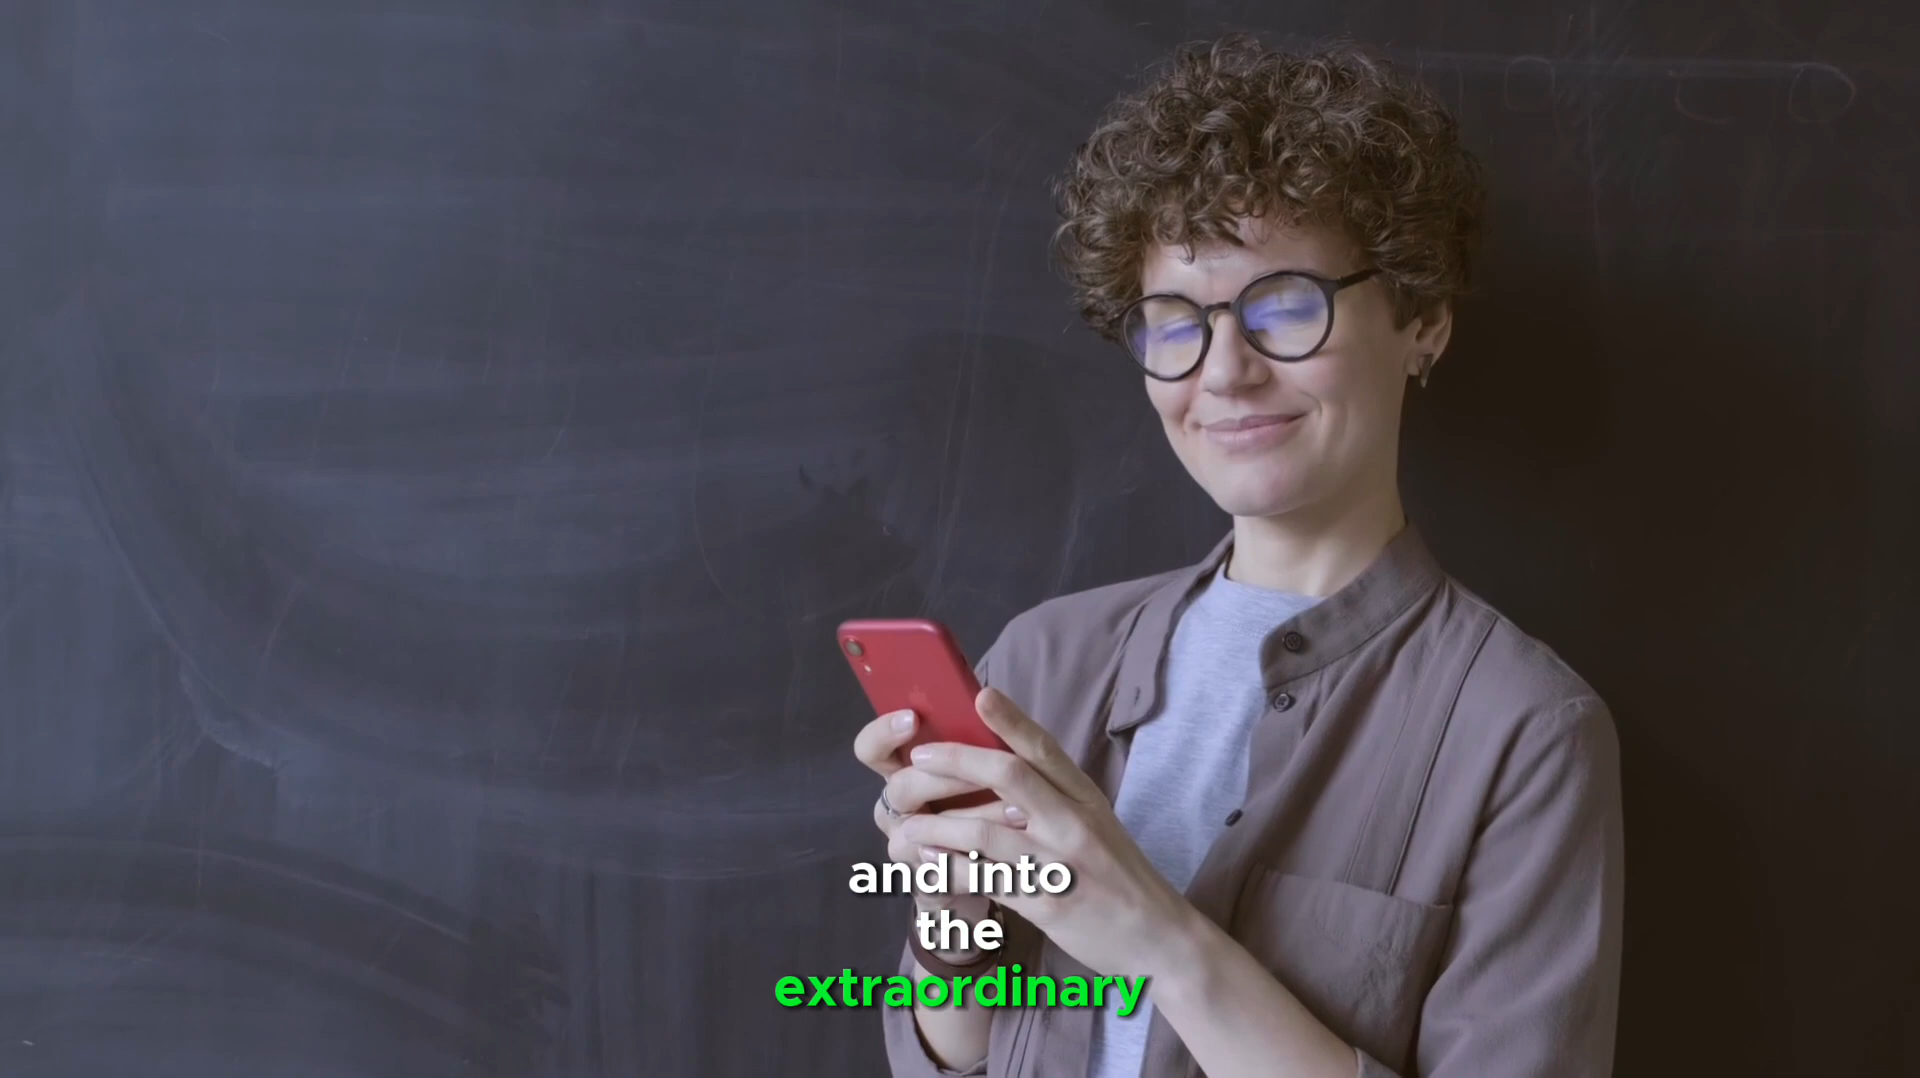 and into
the
extraordinary